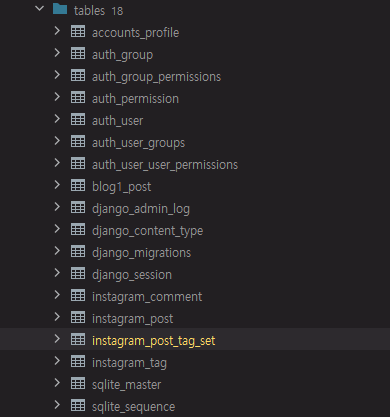 tables 18
accounts_profile
auth_group
auth_group_permissions
auth_permission
auth_user
auth_user_groups
auth_user_user_permissions
blog1_post
django_admin_log
django_content_type
django_migrations
django_session
instagram_comment
instagram_post
instagram_post_tag_set
instagram_tag
sqlite_master
sqlite_sequence